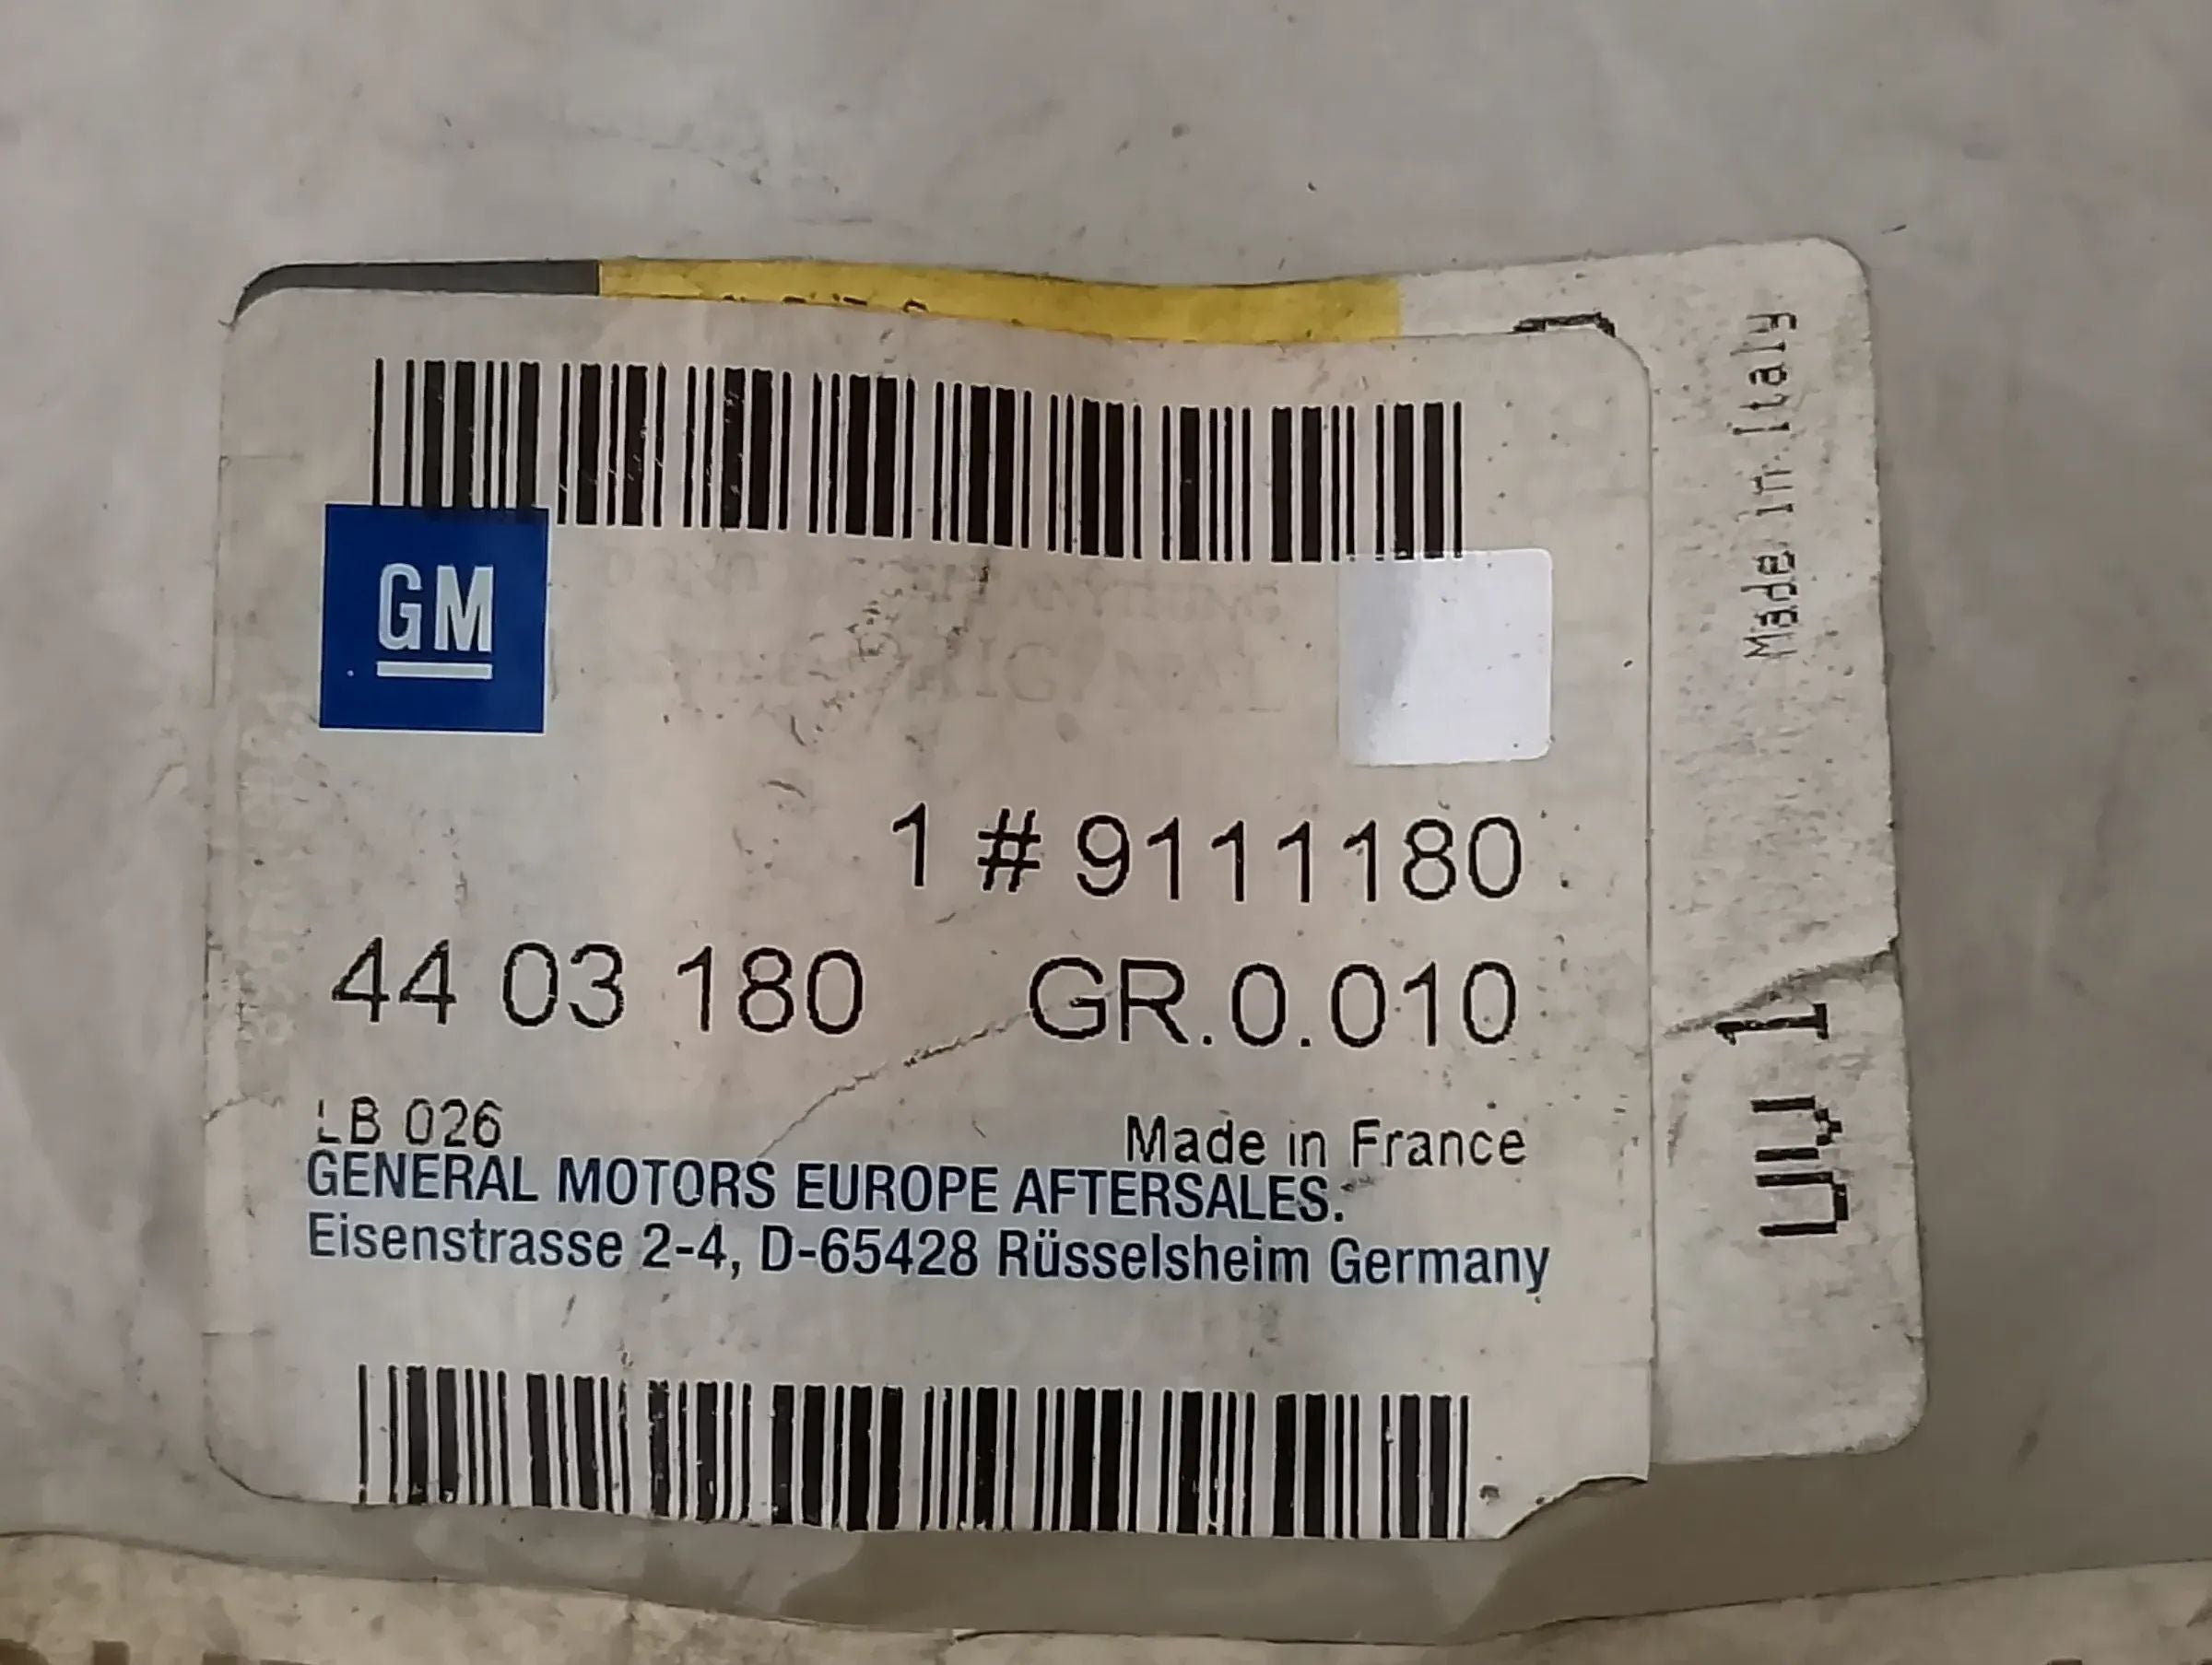 GM
1 # 9111180
44 03 180 GR.0.010
LB 026
Made in France
GENERAL MOTORS EUROPE AFTERSALES.
Eisenstrasse 2-4, D-65428 Rüsselsheim Germany
Made in Italy